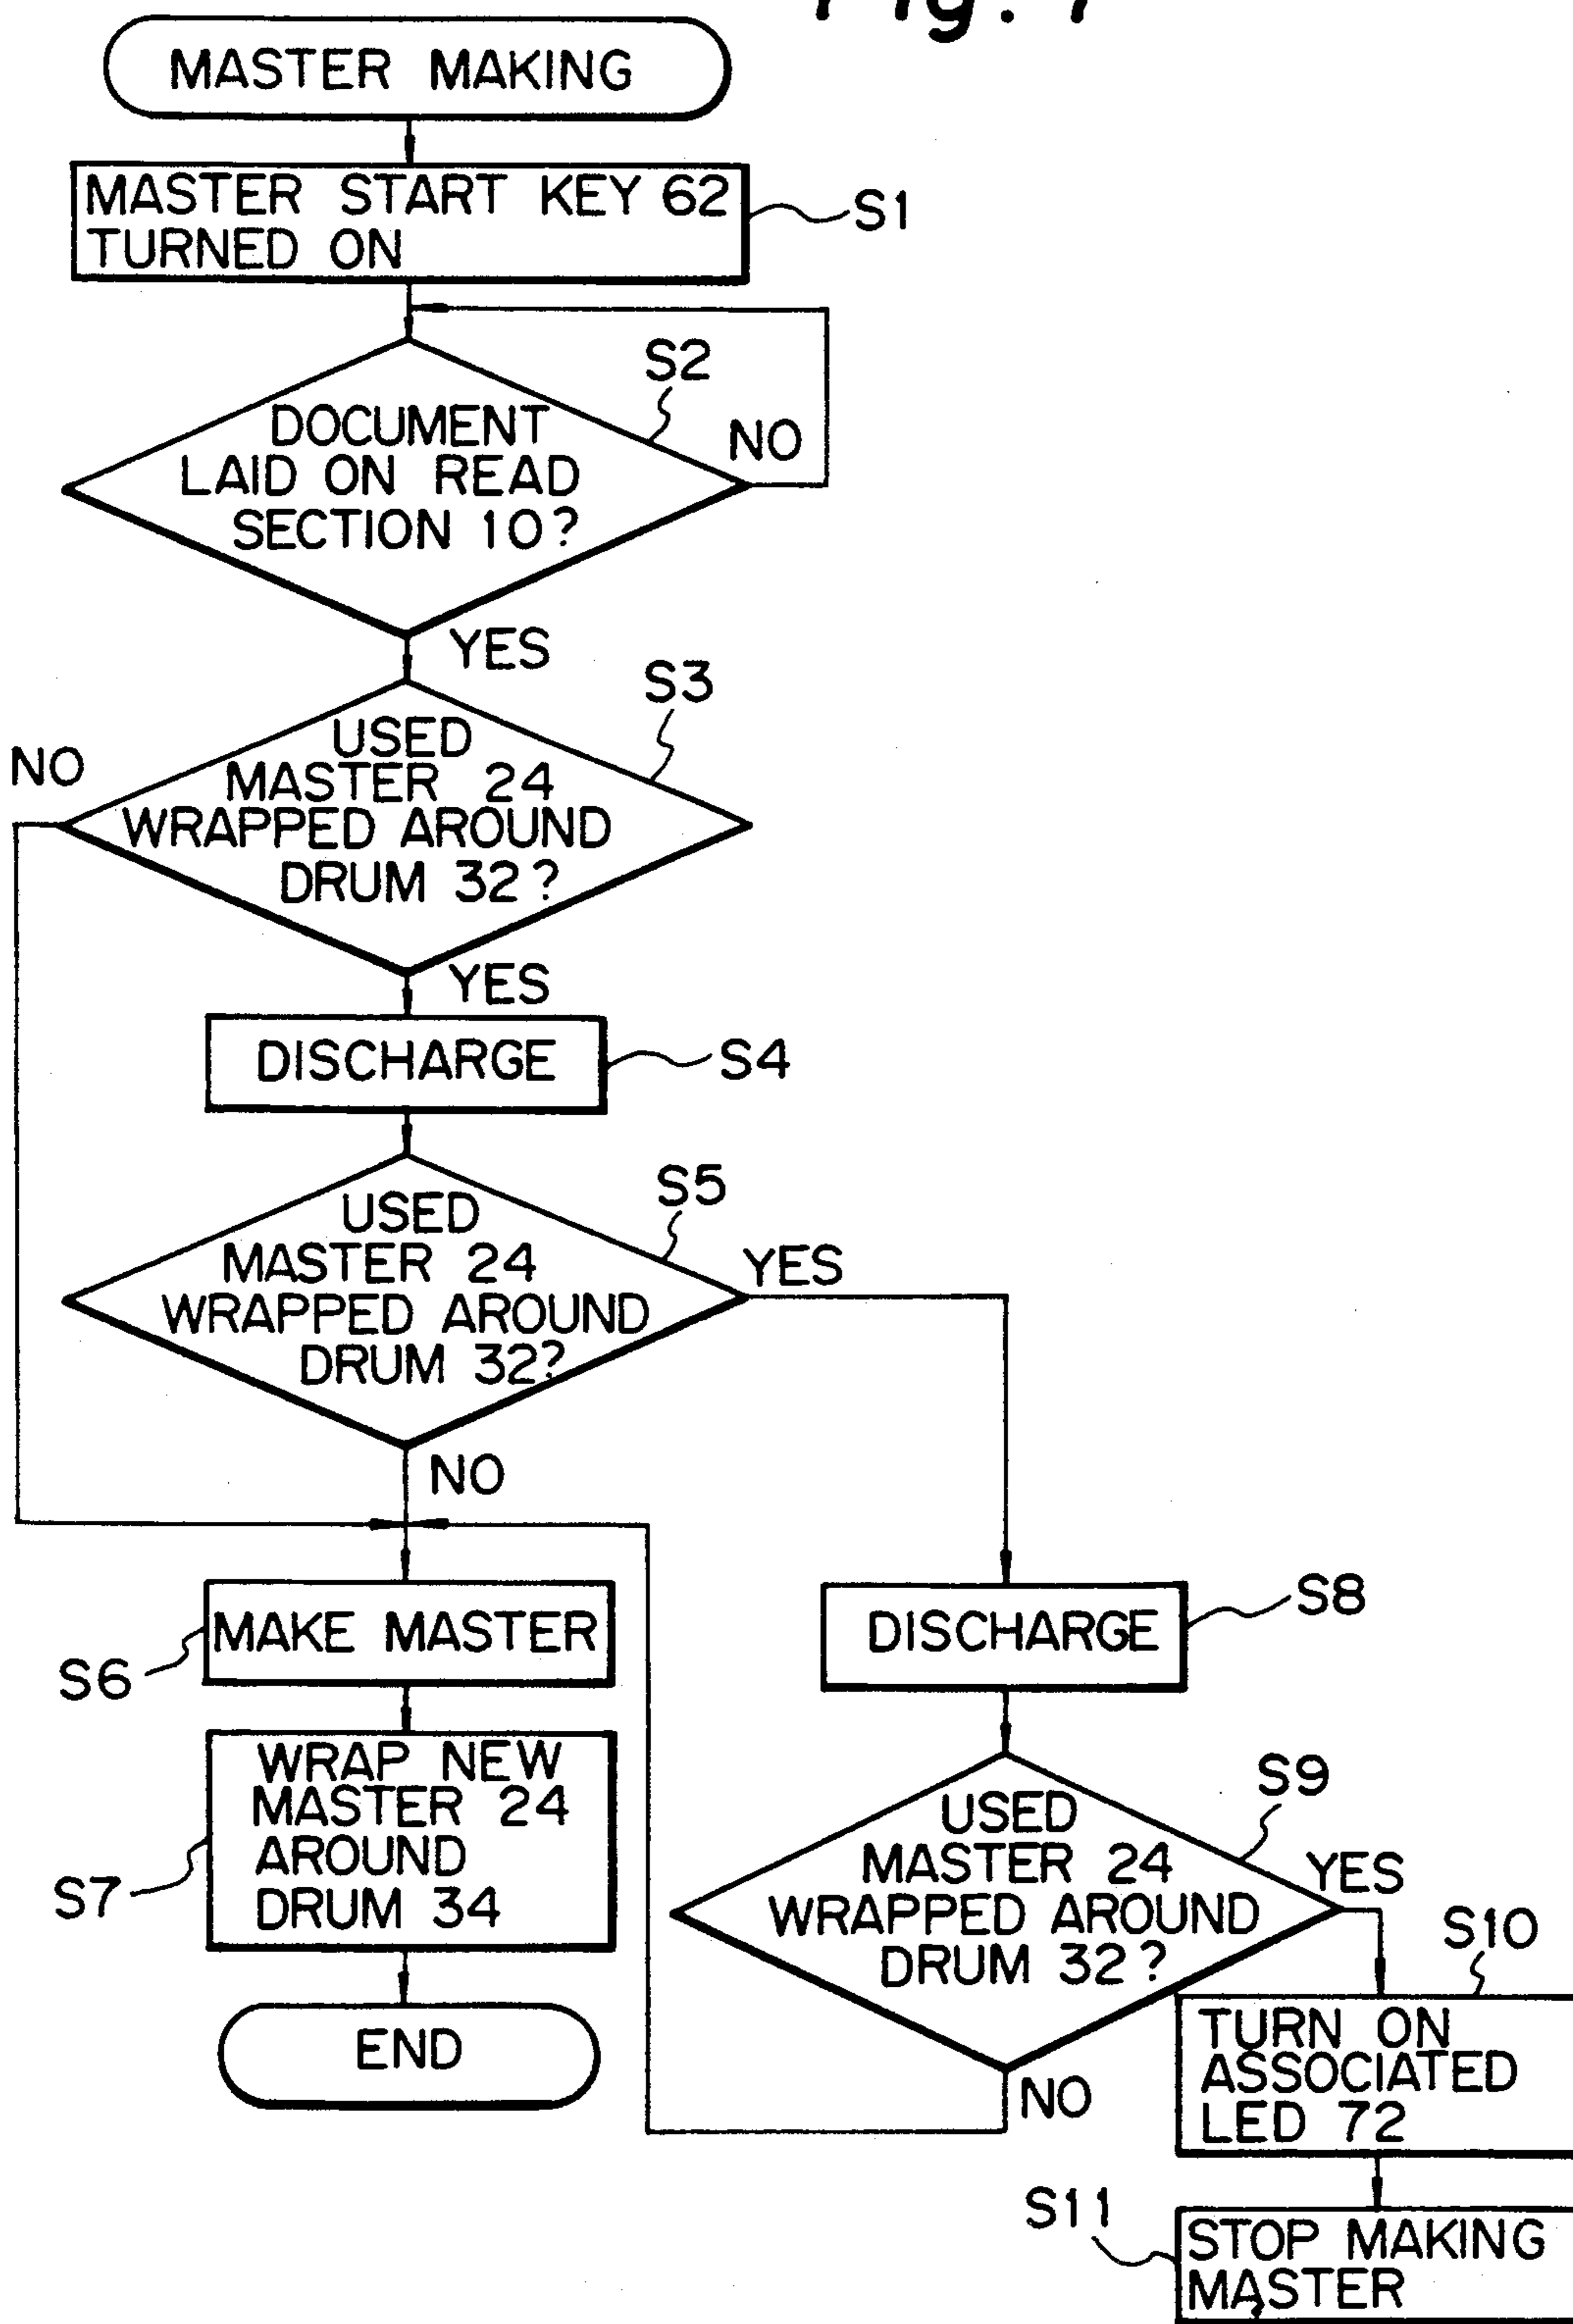 Fig.
MASTER MAKING
MASTER START KEY 62
TURNED ON
S1
S2
DOCUMENT
LAID ON READ
SECTION 10?
NO
YES
S3
USED
MASTER 24
WRAPPED AROUND
DRUM 32?
NO
YES
DISCHARGE
S4
S5
USED
MASTER 24
WRAPPED AROUND
DRUM 32?
YES
NO
MAKE MASTER
S6
DISCHARGE
S8
WRAP NEW
MASTER 24
AROUND
DRUM 34
S7
END
S9
USED
MASTER 24
WRAPPED AROUND
DRUM 32?
YES
NO
S10
TURN ON
ASSOCIATED
LED 72
S11
STOP MAKING
MASTER